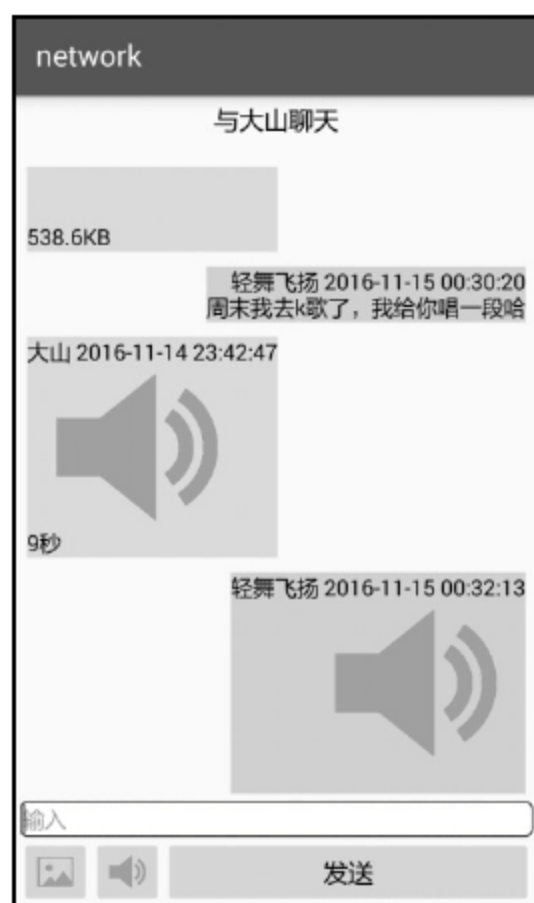 network
与大山聊天
538.6KB
轻舞飞扬 2016-11-15 00:30:20
周末我去k歌了，我给你唱一段哈
大山 2016-11-14 23:42:47
9秒
轻舞飞扬 2016-11-15 00:32:13
输入
发送